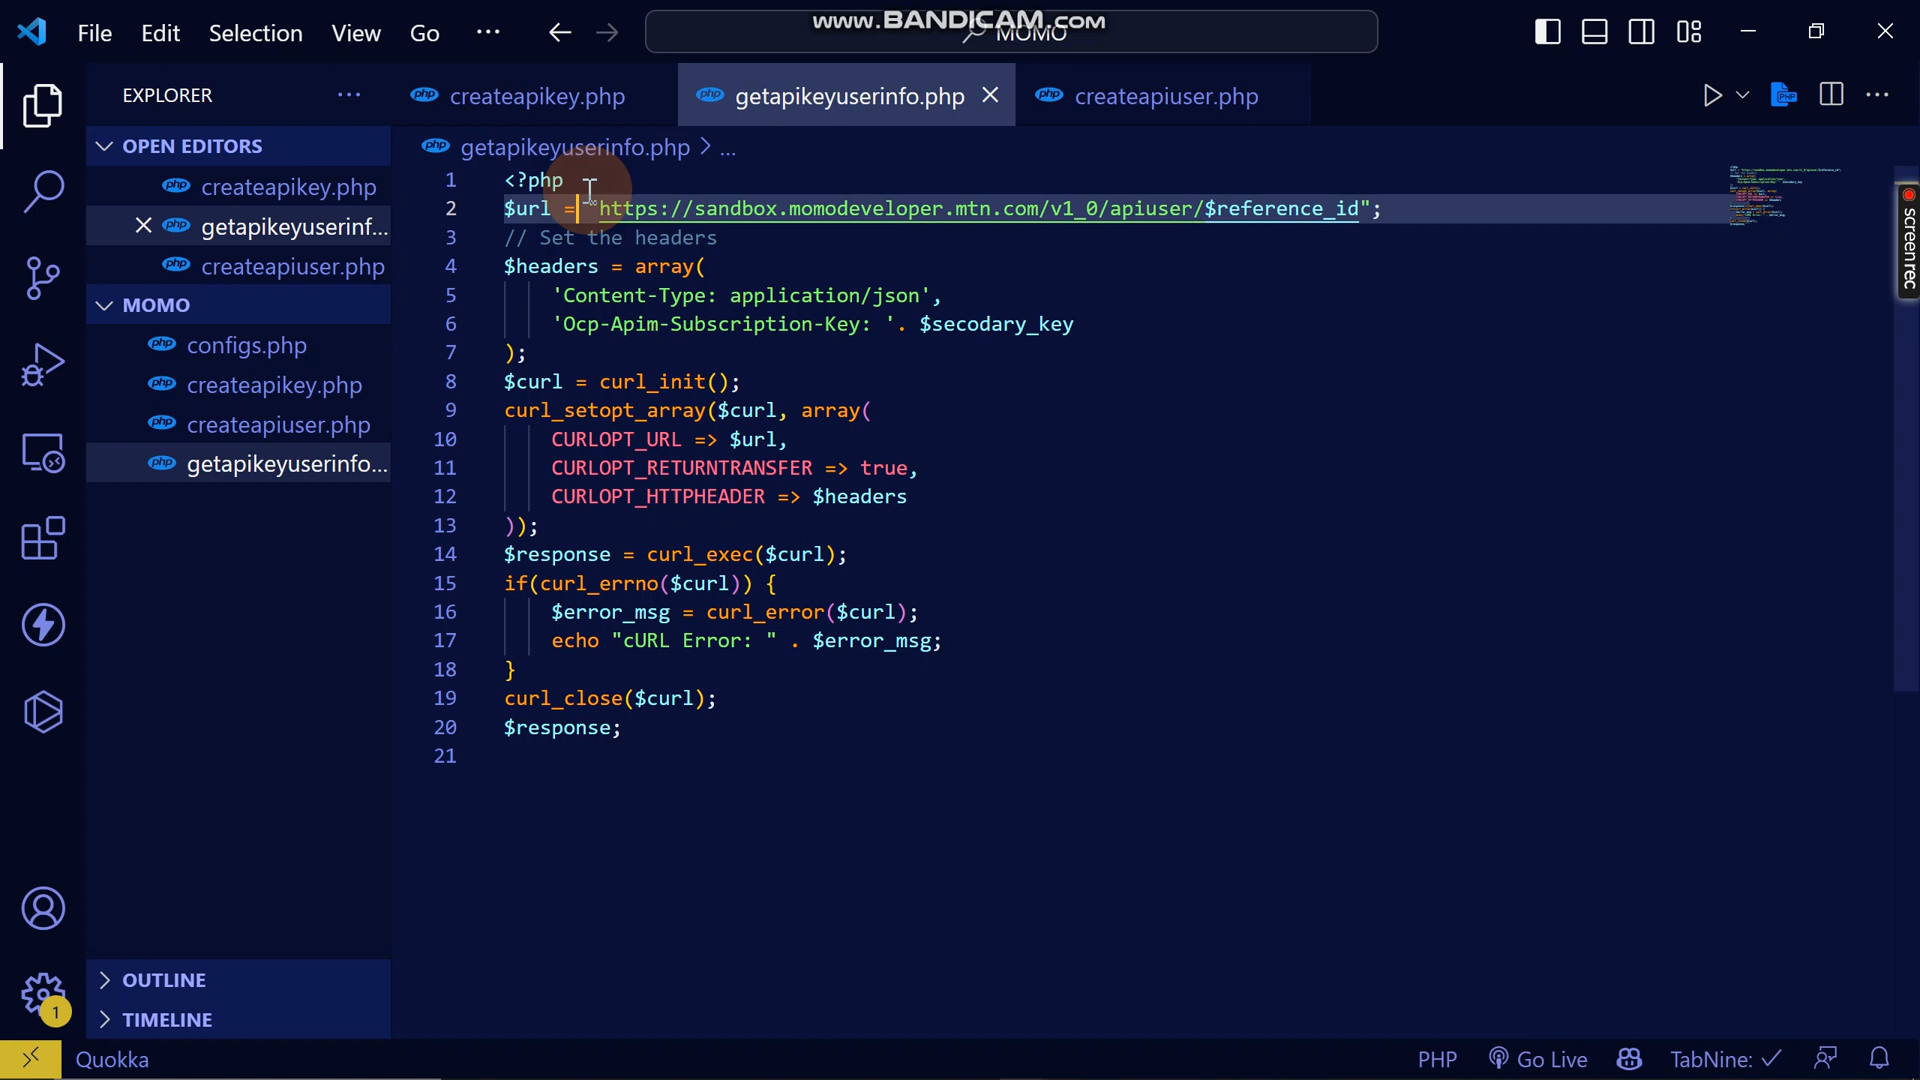 File Edit Selection View Go ...
www.BANDICAM.com
MOMO
EXPLORER ...
createapikey.php
getapikeyuserinfo.php
createapiuser.php
OPEN EDITORS
createapikey.php
getapikeyuserinf...
createapiuser.php
MOMO
configs.php
createapikey.php
createapiuser.php
getapikeyuserinfo...
OUTLINE
TIMELINE
getapikeyuserinfo.php > ...
1 <?php
2 $url = "https://sandbox.momodeveloper.mtn.com/v1_0/apiuser/$reference_id";
3 // Set the headers
4 $headers = array(
5 'Content-Type: application/json',
6 'Ocp-Apim-Subscription-Key: '. $secodary_key
7 );
8 $curl = curl_init();
9 curl_setopt_array($curl, array(
10 CURLOPT_URL => $url,
11 CURLOPT_RETURNTRANSFER => true,
12 CURLOPT_HTTPHEADER => $headers
13 ));
14 $response = curl_exec($curl);
15 if(curl_errno($curl)) {
16 $error_msg = curl_error($curl);
17 echo "cURL Error: " . $error_msg;
18 }
19 curl_close($curl);
20 $response;
21
screenrec
1
Quokka
PHP
Go Live
TabNine: ✓